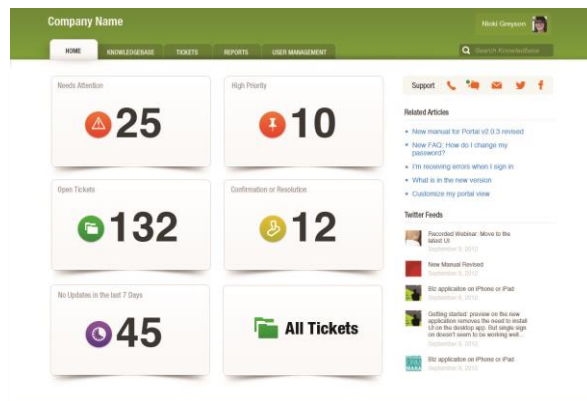 Company Name
Nicki Greyson
HOME
KNOWLEDGEBASE
TICKETS
REPORTS
USER MANAGEMENT
Search Knowledgebase
Needs Attention
25
High Priority
10
Open Tickets
132
Confirmation or Resolution
12
No Updates in the last 7 Days
45
All Tickets
Support
Related Articles
New manual for Portal v2.0.3 revised
New FAQ: How do I change my
password?
I'm receiving errors when I sign in
What is in the new version
Customize my portal view
Twitter Feeds
Recorded Webinar: Move to the
latest UI
September 9, 2012
New Manual Revised
September 9, 2012
Biz application on iPhone or iPad
September 9, 2012
Getting started: preview on the new
application removes the need to install
UI on the desktop app. But single sign
on doesn't seem to be working well...
September 9, 2012
Biz application on iPhone or iPad
September 9, 2012